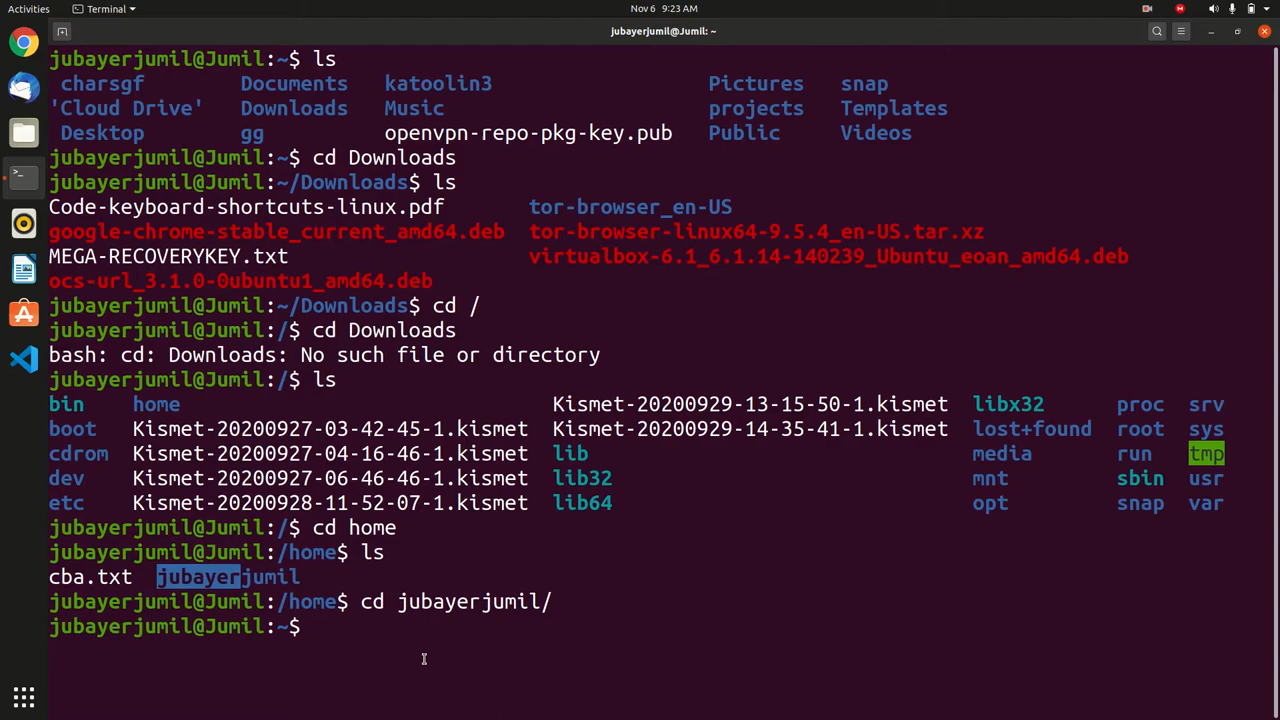 Activities Terminal Nov 6 9:23 AM
jubayerjumil@Jumil: ~
jubayerjumil@Jumil:~$ ls
charsgf Documents katoolin3 Pictures snap
'Cloud Drive' Downloads Music projects Templates
Desktop gg openvpn-repo-pkg-key.pub Public Videos
jubayerjumil@Jumil:~$ cd Downloads
jubayerjumil@Jumil:~/Downloads$ ls
Code-keyboard-shortcuts-linux.pdf tor-browser_en-US
google-chrome-stable_current_amd64.deb tor-browser-linux64-9.5.4_en-US.tar.xz
MEGA-RECOVERYKEY.txt virtualbox-6.1_6.1.14-140239_Ubuntu_eoan_amd64.deb
ocs-url_3.1.0-0ubuntu1_amd64.deb
jubayerjumil@Jumil:~/Downloads$ cd /
jubayerjumil@Jumil:/$ cd Downloads
bash: cd: Downloads: No such file or directory
jubayerjumil@Jumil:/$ ls
bin home Kismet-20200929-13-15-50-1.kismet libx32 proc srv
boot Kismet-20200927-03-42-45-1.kismet Kismet-20200929-14-35-41-1.kismet lost+found root sys
cdrom Kismet-20200927-04-16-46-1.kismet lib media run tmp
dev Kismet-20200927-06-46-46-1.kismet lib32 mnt sbin usr
etc Kismet-20200928-11-52-07-1.kismet lib64 opt snap var
jubayerjumil@Jumil:/$ cd home
jubayerjumil@Jumil:/home$ ls
cba.txt jubayerjumil
jubayerjumil@Jumil:/home$ cd jubayerjumil/
jubayerjumil@Jumil:~$